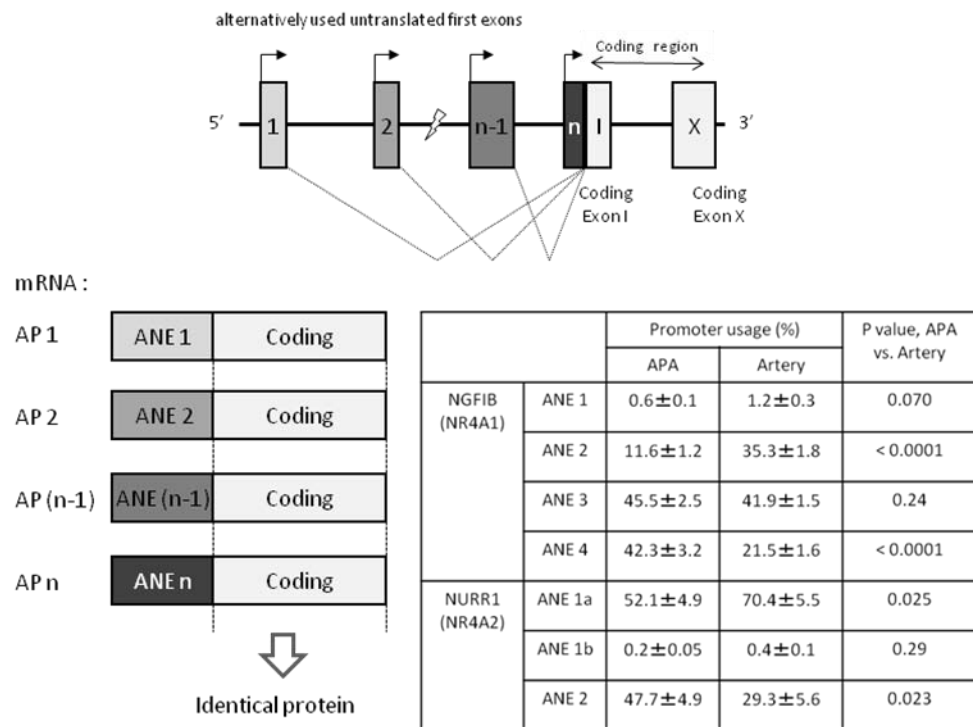 alternatively used untranslated first exons
Coding region
5′ 1 2 n-1 n I X 3′
Coding Coding
Exon I Exon X
mRNA :
AP 1 ANE 1 Coding
AP 2 ANE 2 Coding
AP (n-1) ANE (n-1) Coding
AP n ANE n Coding
Identical protein
Promoter usage (%) P value, APA
vs. Artery
APA Artery
NGFIB ANE 1 0.6±0.1 1.2±0.3 0.070
(NR4A1)
ANE 2 11.6±1.2 35.3±1.8 < 0.0001
ANE 3 45.5±2.5 41.9±1.5 0.24
ANE 4 42.3±3.2 21.5±1.6 < 0.0001
NURR1 ANE 1a 52.1±4.9 70.4±5.5 0.025
(NR4A2)
ANE 1b 0.2±0.05 0.4±0.1 0.29
ANE 2 47.7±4.9 29.3±5.6 0.023